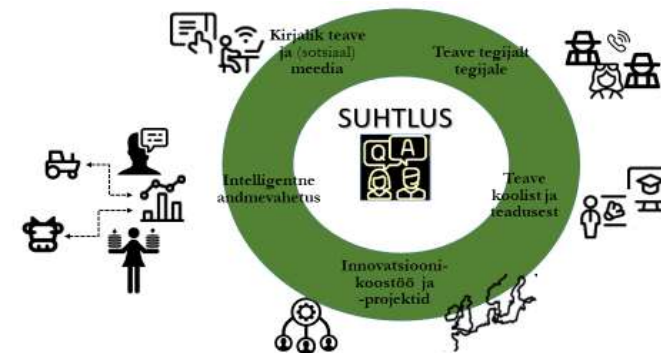 Kirjalik teave
ja (sotsiaal)
meedia
Teave tegijalt
tegijale
SUHTLUS
Q A
Intelligentne
andmevahetus
Teave
koolist ja
teadusest
Innovatsiooni-
koostöö ja
-projektid